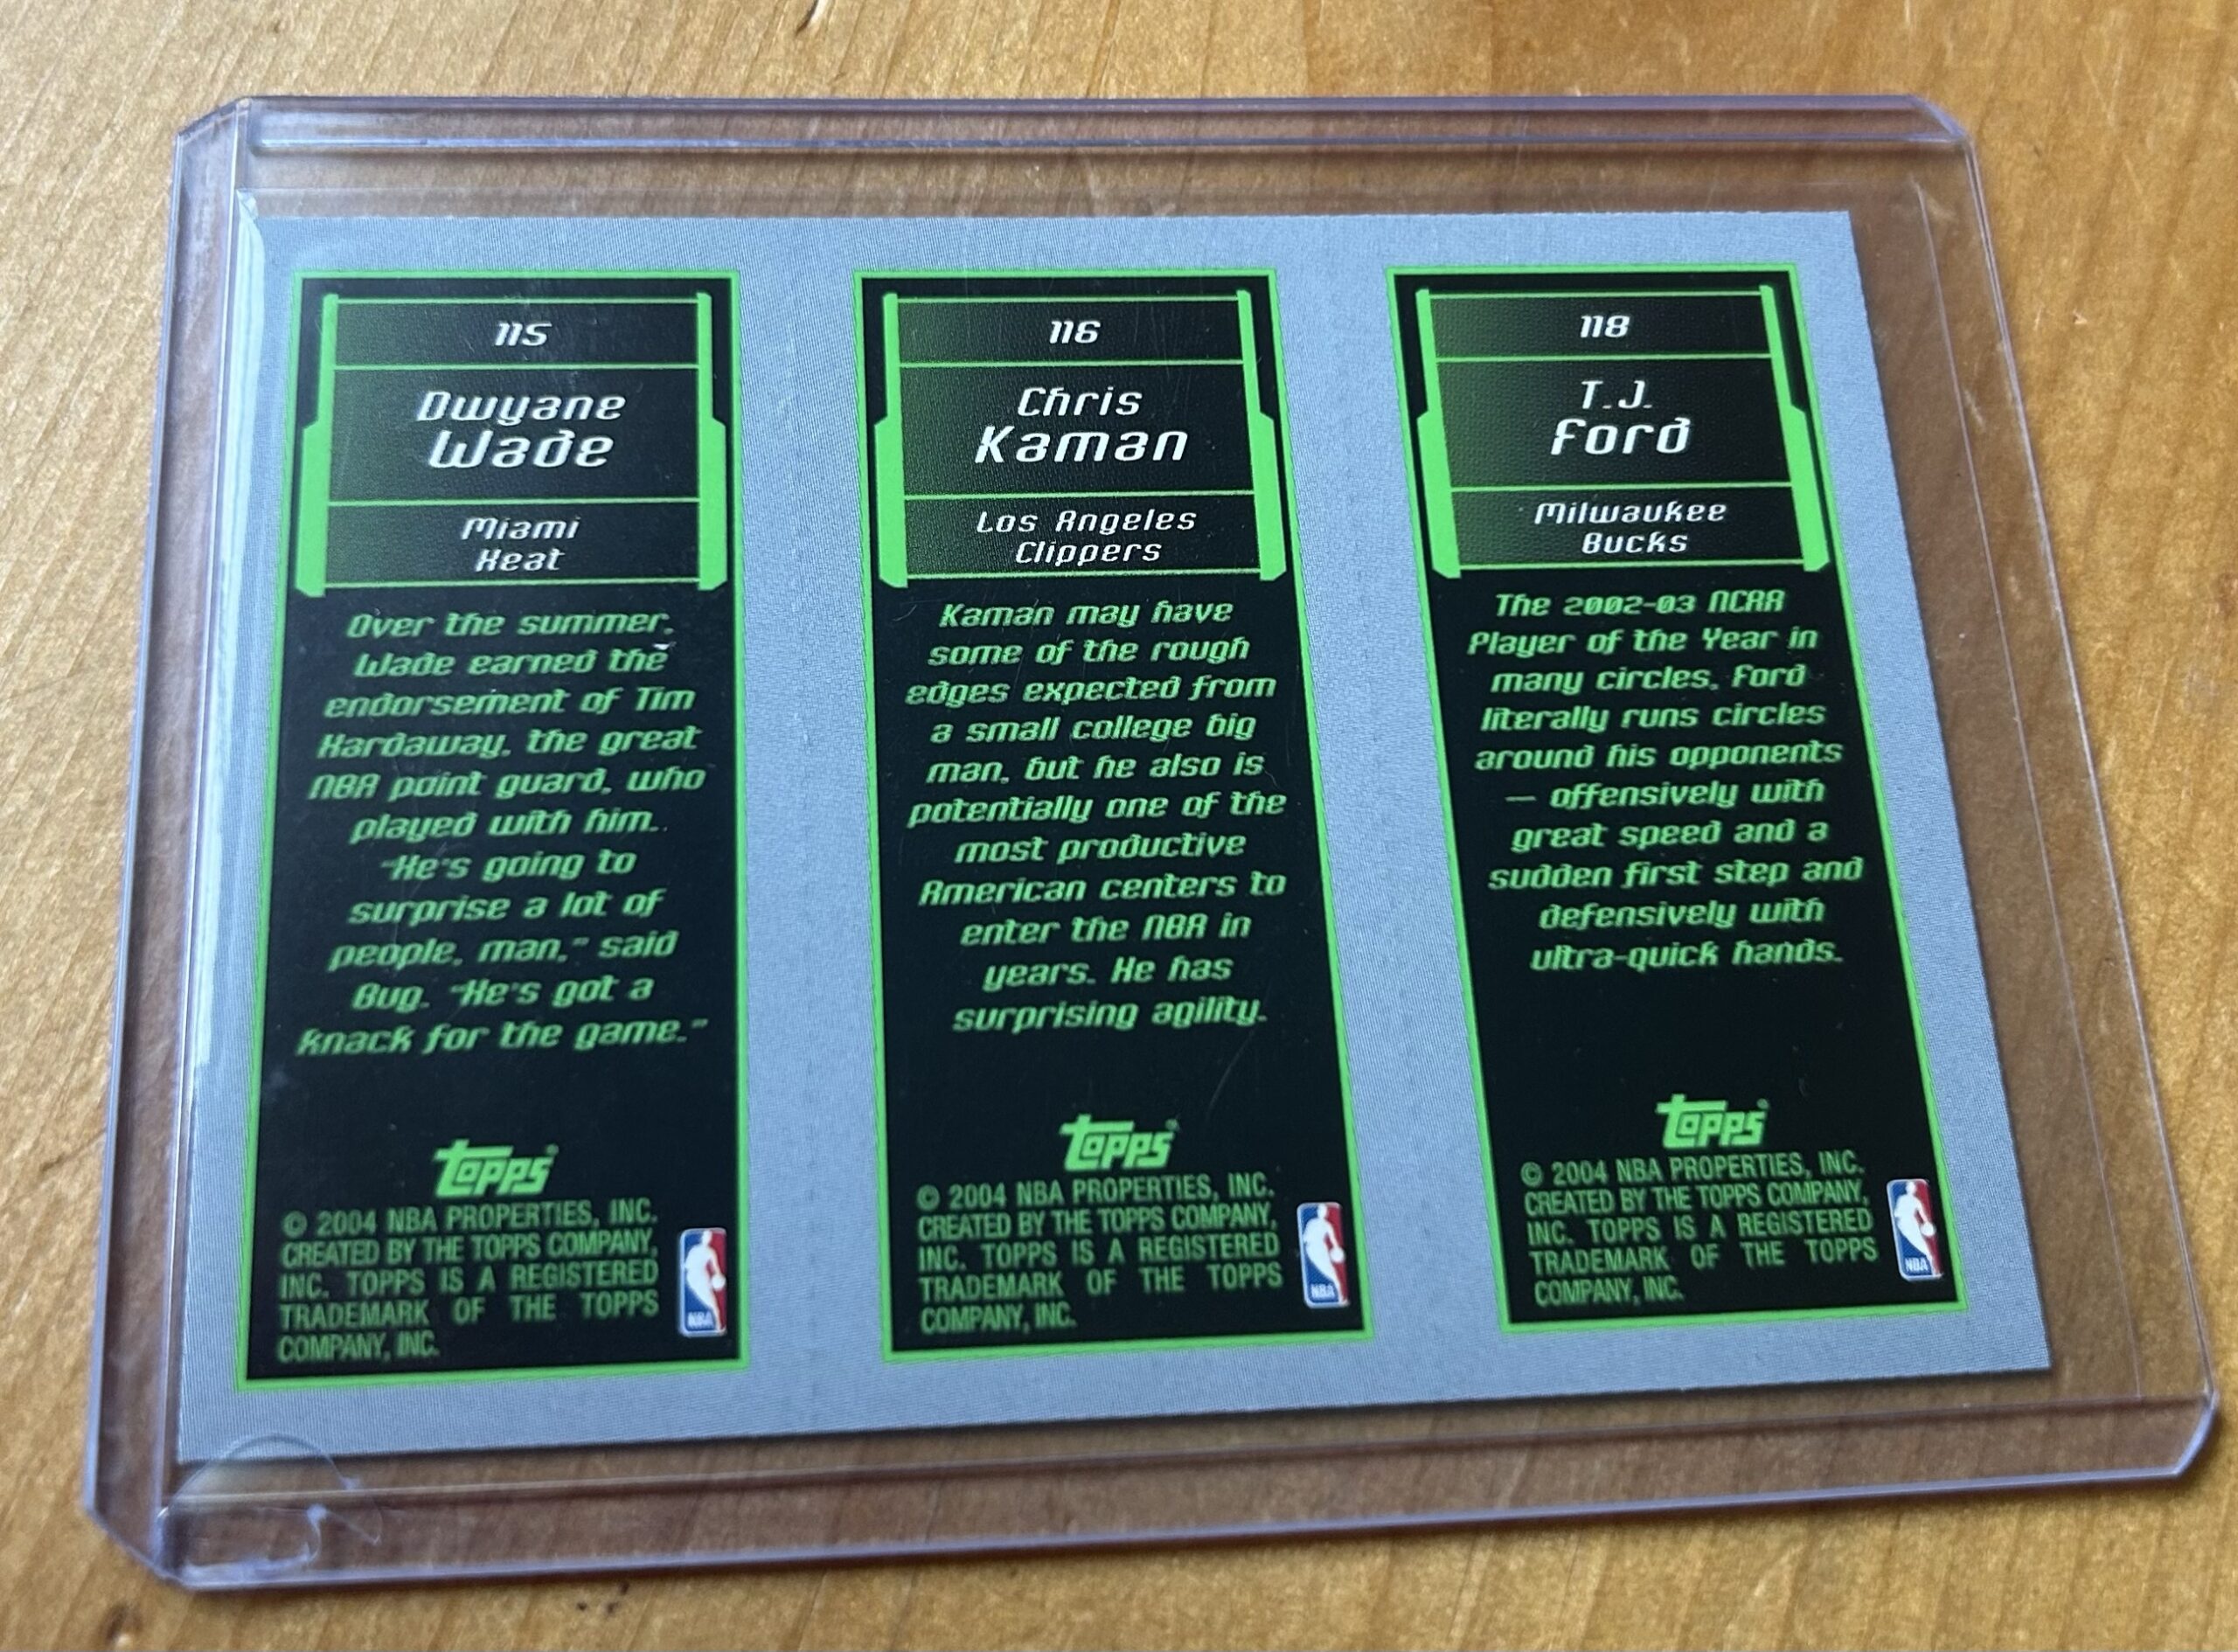 115
Dwyane
Wade
Miami
Heat
Over the summer,
Wade earned the
endorsement of Tim
Hardaway, the great
NBA point guard, who
played with him.
"He's going to
surprise a lot of
people, man," said
Bug. "He's got a
knack for the game."
Topps
© 2004 NBA PROPERTIES, INC.
CREATED BY THE TOPPS COMPANY,
INC. TOPPS IS A REGISTERED
TRADEMARK OF THE TOPPS
COMPANY, INC.
NBA
116
Chris
Kaman
Los Angeles
Clippers
Kaman may have
some of the rough
edges expected from
a small college big
man, but he also is
potentially one of the
most productive
American centers to
enter the NBA in
years. He has
surprising agility.
Topps
© 2004 NBA PROPERTIES, INC.
CREATED BY THE TOPPS COMPANY,
INC. TOPPS IS A REGISTERED
TRADEMARK OF THE TOPPS
COMPANY, INC.
NBA
118
T.J.
Ford
Milwaukee
Bucks
The 2002-03 NCAA
Player of the Year in
many circles, Ford
literally runs circles
around his opponents
— offensively with
great speed and a
sudden first step and
defensively with
ultra-quick hands.
Topps
© 2004 NBA PROPERTIES, INC.
CREATED BY THE TOPPS COMPANY,
INC. TOPPS IS A REGISTERED
TRADEMARK OF THE TOPPS
COMPANY, INC.
NBA